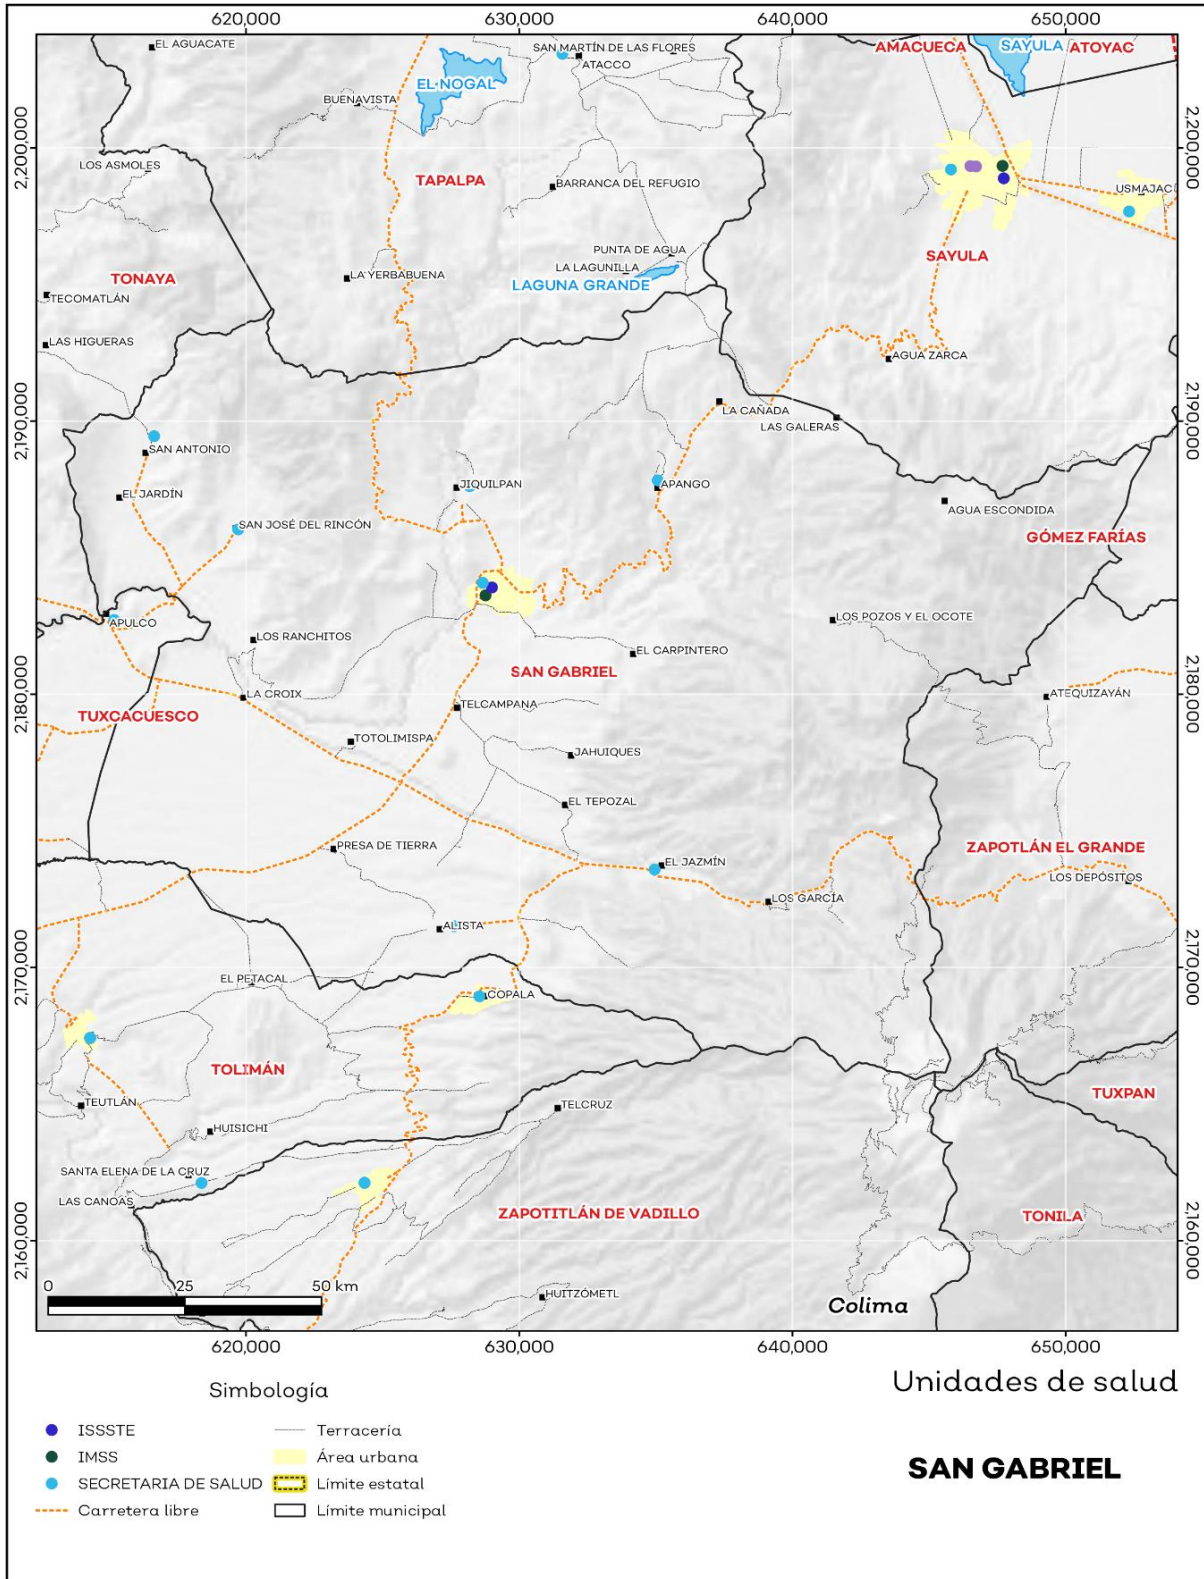 620,000
630,000
640,000
650,000
EL AGUACATE
SAN MARTÍN DE LAS FLORES
AMACUECA
SAYULA
ATOYAC
ATACCO
EL NOGAL
BUENAVISTA
2,200,000
2,200,000
LOS ASMOLES
TAPALPA
BARRANCA DEL REFUGIO
USMAJAC
PUNTA DE AGUA
SAYULA
LA LAGUNILLA
TONAYA
LA YERBABUENA
LAGUNA GRANDE
TECOMATLÁN
LAS HIGUERAS
AGUA ZARCA
LA CAÑADA
LAS GALERAS
2,190,000
2,190,000
SAN ANTONIO
JIQUILPAN
APANGO
EL JARDÍN
AGUA ESCONDIDA
SAN JOSÉ DEL RINCÓN
GÓMEZ FARÍAS
APULCO
LOS POZOS Y EL OCOTE
LOS RANCHITOS
EL CARPINTERO
SAN GABRIEL
2,180,000
2,180,000
LA CROIX
ATEQUIZAYÁN
TELCAMPANA
TUXCACUESCO
TOTOLIMISPA
JAHUIQUES
EL TEPOZAL
PRESA DE TIERRA
ZAPOTLÁN EL GRANDE
EL JAZMÍN
LOS DEPÓSITOS
LOS GARCÍA
ALISTA
2,170,000
2,170,000
EL PETACAL
COPALA
TOLIMÁN
TUXPAN
TEUTLÁN
TELCRUZ
HUISICHI
SANTA ELENA DE LA CRUZ
LAS CANOAS
ZAPOTITLÁN DE VADILLO
TONILA
2,160,000
2,160,000
0
25
50 km
HUITZÓMETL
Colima
620,000
630,000
640,000
650,000
Simbología
Unidades de salud
ISSSTE
Terracería
IMSS
Área urbana
SECRETARIA DE SALUD
Límite estatal
Carretera libre
Límite municipal
SAN GABRIEL